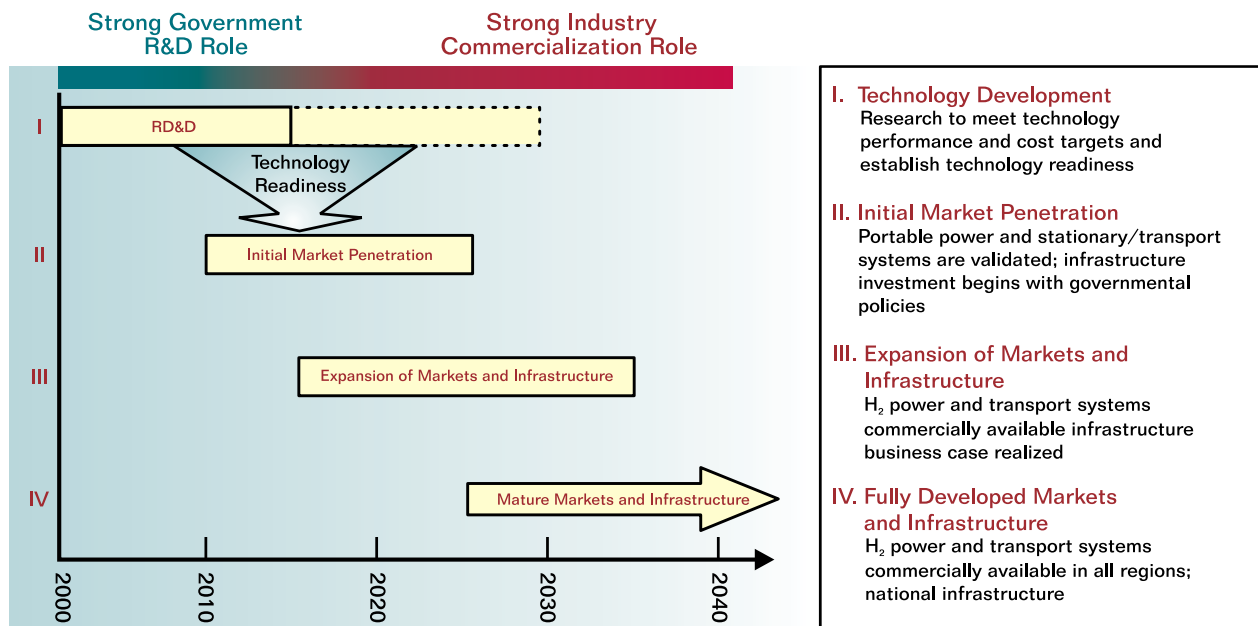 Strong Government
R&D Role
Strong Industry
Commercialization Role
I
RD&D
Technology
Readiness
II
Initial Market Penetration
III
Expansion of Markets and Infrastructure
IV
Mature Markets and Infrastructure
2000
2010
2020
2030
2040
I. Technology Development
Research to meet technology
performance and cost targets and
establish technology readiness
II. Initial Market Penetration
Portable power and stationary/transport
systems are validated; infrastructure
investment begins with governmental
policies
III. Expansion of Markets and
Infrastructure
H₂ power and transport systems
commercially available infrastructure
business case realized
IV. Fully Developed Markets
and Infrastructure
H₂ power and transport systems
commercially available in all regions;
national infrastructure